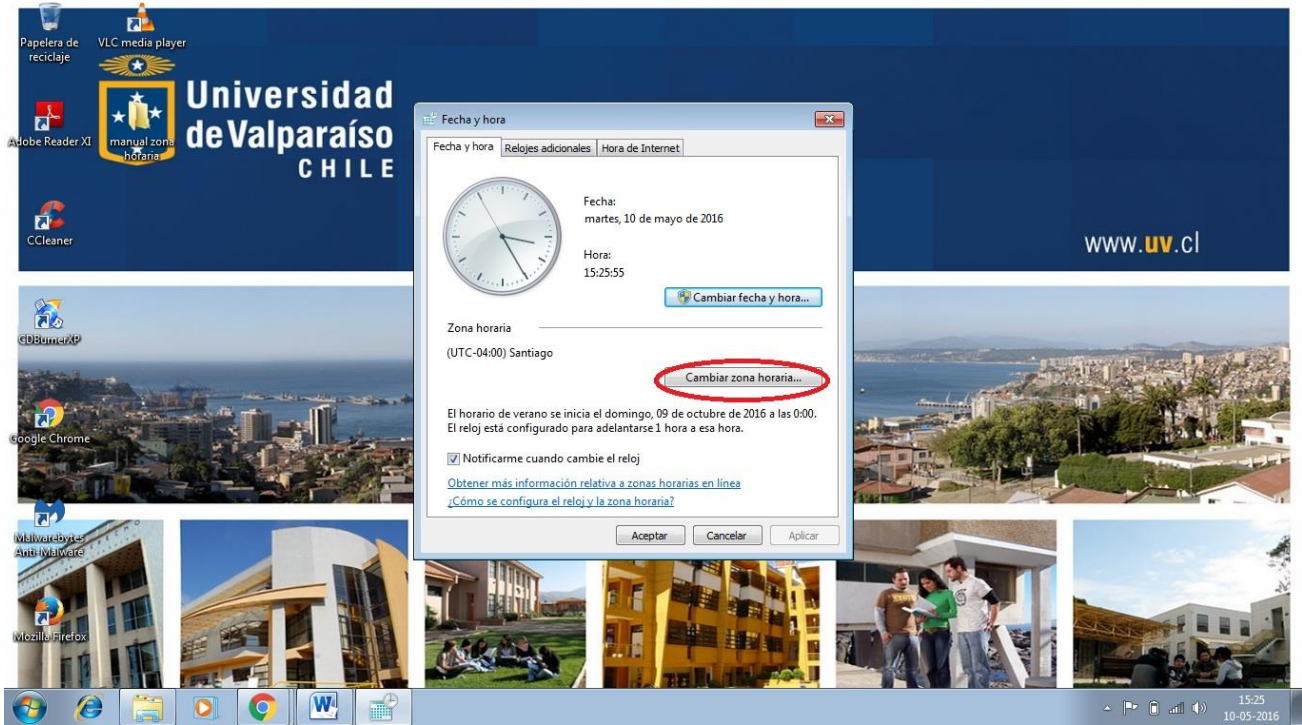 Papelera de
reciclaje
VLC media player
Adobe Reader XI
manual zona
horaria
CCleaner
CDBurnerXP
Google Chrome
Malwarebytes
Anti-Malware
Mozilla Firefox
Universidad
de Valparaíso
CHILE
www.uv.cl
Fecha y hora
Fecha y hora
Relojes adicionales
Hora de Internet
Fecha:
martes, 10 de mayo de 2016
Hora:
15:25:55
Cambiar fecha y hora...
Zona horaria
(UTC-04:00) Santiago
Cambiar zona horaria...
El horario de verano se inicia el domingo, 09 de octubre de 2016 a las 0:00.
El reloj está configurado para adelantarse 1 hora a esa hora.
Notificarme cuando cambie el reloj
Obtener más información relativa a zonas horarias en línea
¿Cómo se configura el reloj y la zona horaria?
Aceptar
Cancelar
Aplicar
15:25
10-05-2016